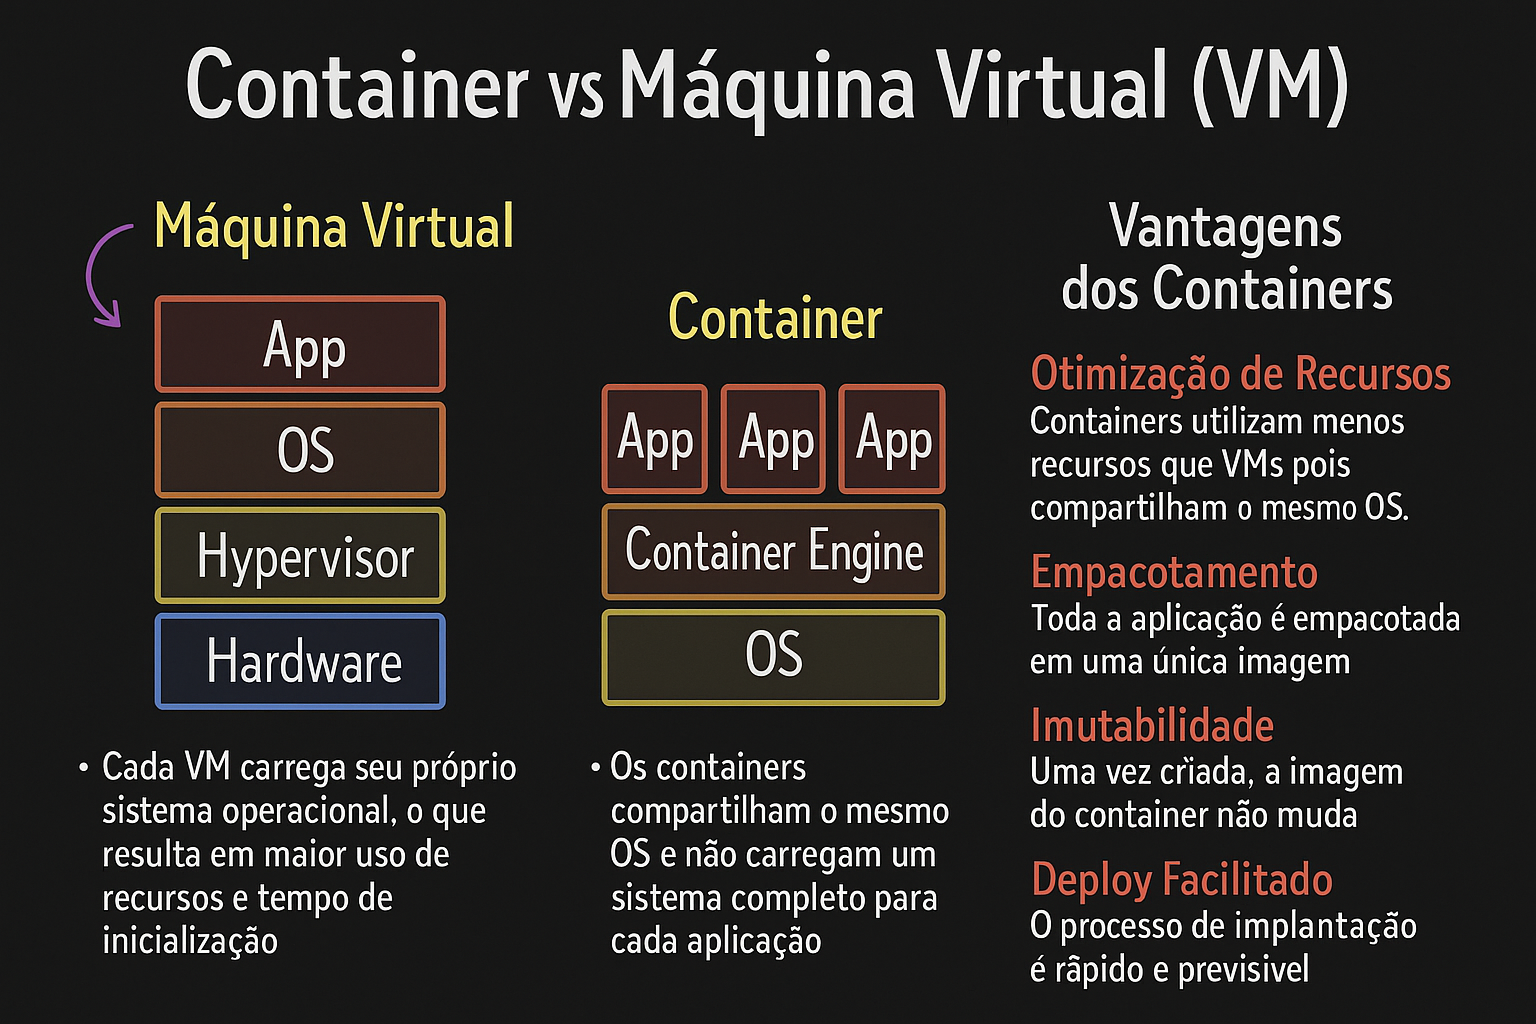 Container vs Máquina Virtual (VM)
Máquina Virtual
App
OS
Hypervisor
Hardware
• Cada VM carrega seu próprio
sistema operacional, o que
resulta em maior uso de
recursos e tempo de
inicialização
Container
App App App
Container Engine
OS
• Os containers
compartilham o mesmo
OS e não carregam um
sistema completo para
cada aplicação
Vantagens
dos Containers
Otimização de Recursos
Containers utilizam menos
recursos que VMs pois
compartilham o mesmo OS.
Empacotamento
Toda a aplicação é empacotada
em uma única imagem
Imutabilidade
Uma vez crìada, a imagem
do container não muda
Deploy Facilitado
O processo de implantação
é rãpido e previsivel